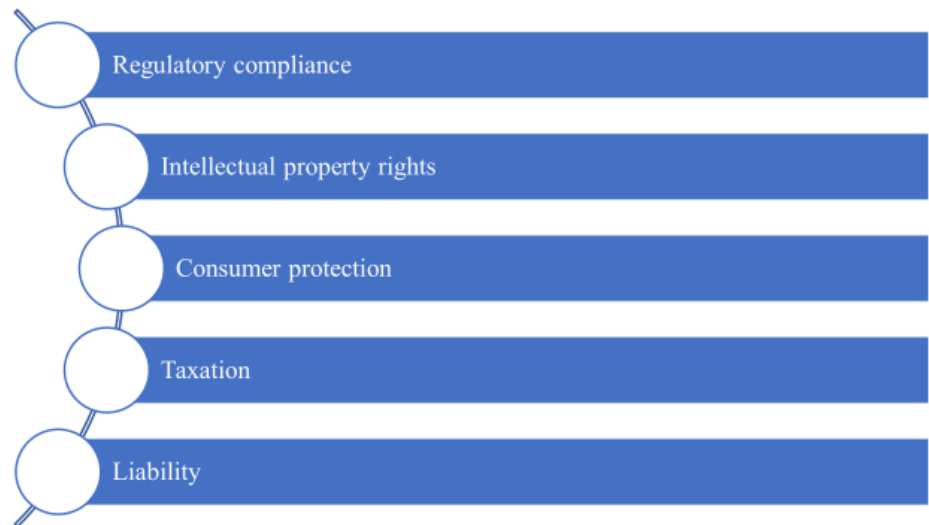 Regulatory compliance
Intellectual property rights
Consumer protection
Taxation
Liability